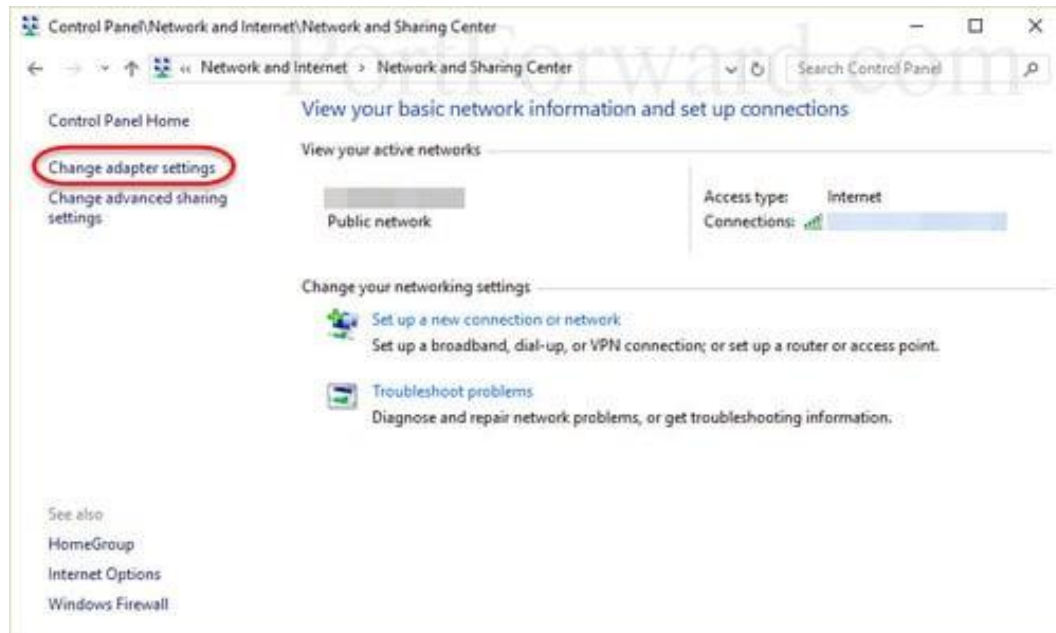 Control Panel\Network and Internet\Network and Sharing Center
PortForward.com
« Network and Internet > Network and Sharing Center
Search Control Panel
Control Panel Home
Change adapter settings
Change advanced sharing
settings
View your basic network information and set up connections
View your active networks
Public network
Access type: Internet
Connections:
Change your networking settings
Set up a new connection or network
Set up a broadband, dial-up, or VPN connection; or set up a router or access point.
Troubleshoot problems
Diagnose and repair network problems, or get troubleshooting information.
See also
HomeGroup
Internet Options
Windows Firewall